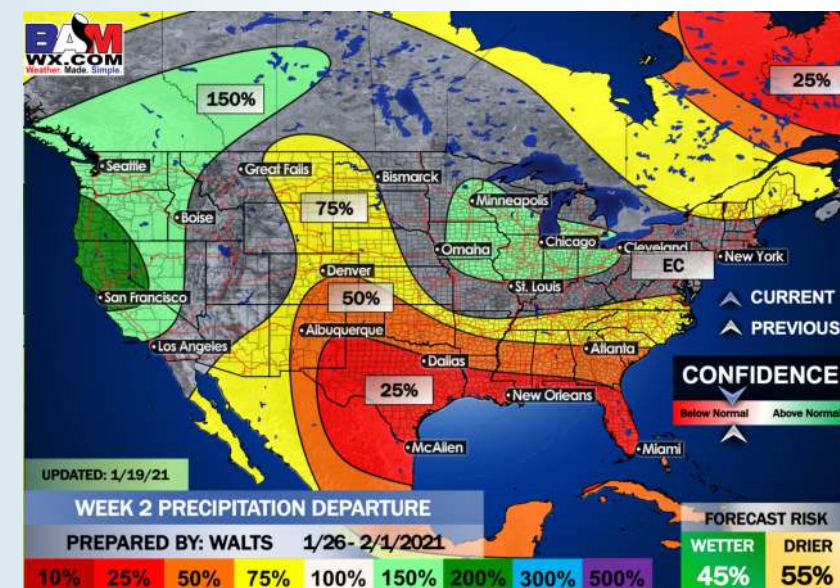 BAM
WX.COM
Weather. Made. Simple.
25%
150%
Seattle
Great Falls
Bismarck
Minneapolis
Boise
75%
Omaha
Chicago
Cleveland
New York
EC
Denver
St. Louis
San Francisco
50%
CURRENT
Albuquerque
PREVIOUS
Los Angeles
Atlanta
Dallas
CONFIDENCE
25%
New Orleans
Below Normal
Above Normal
McAllen
Miami
UPDATED: 1/19/21
WEEK 2 PRECIPITATION DEPARTURE
PREPARED BY: WALTS 1/26- 2/1/2021
FORECAST RISK
WETTER DRIER
45% 55%
10% 25% 50% 75% 100% 150% 200% 300% 500%